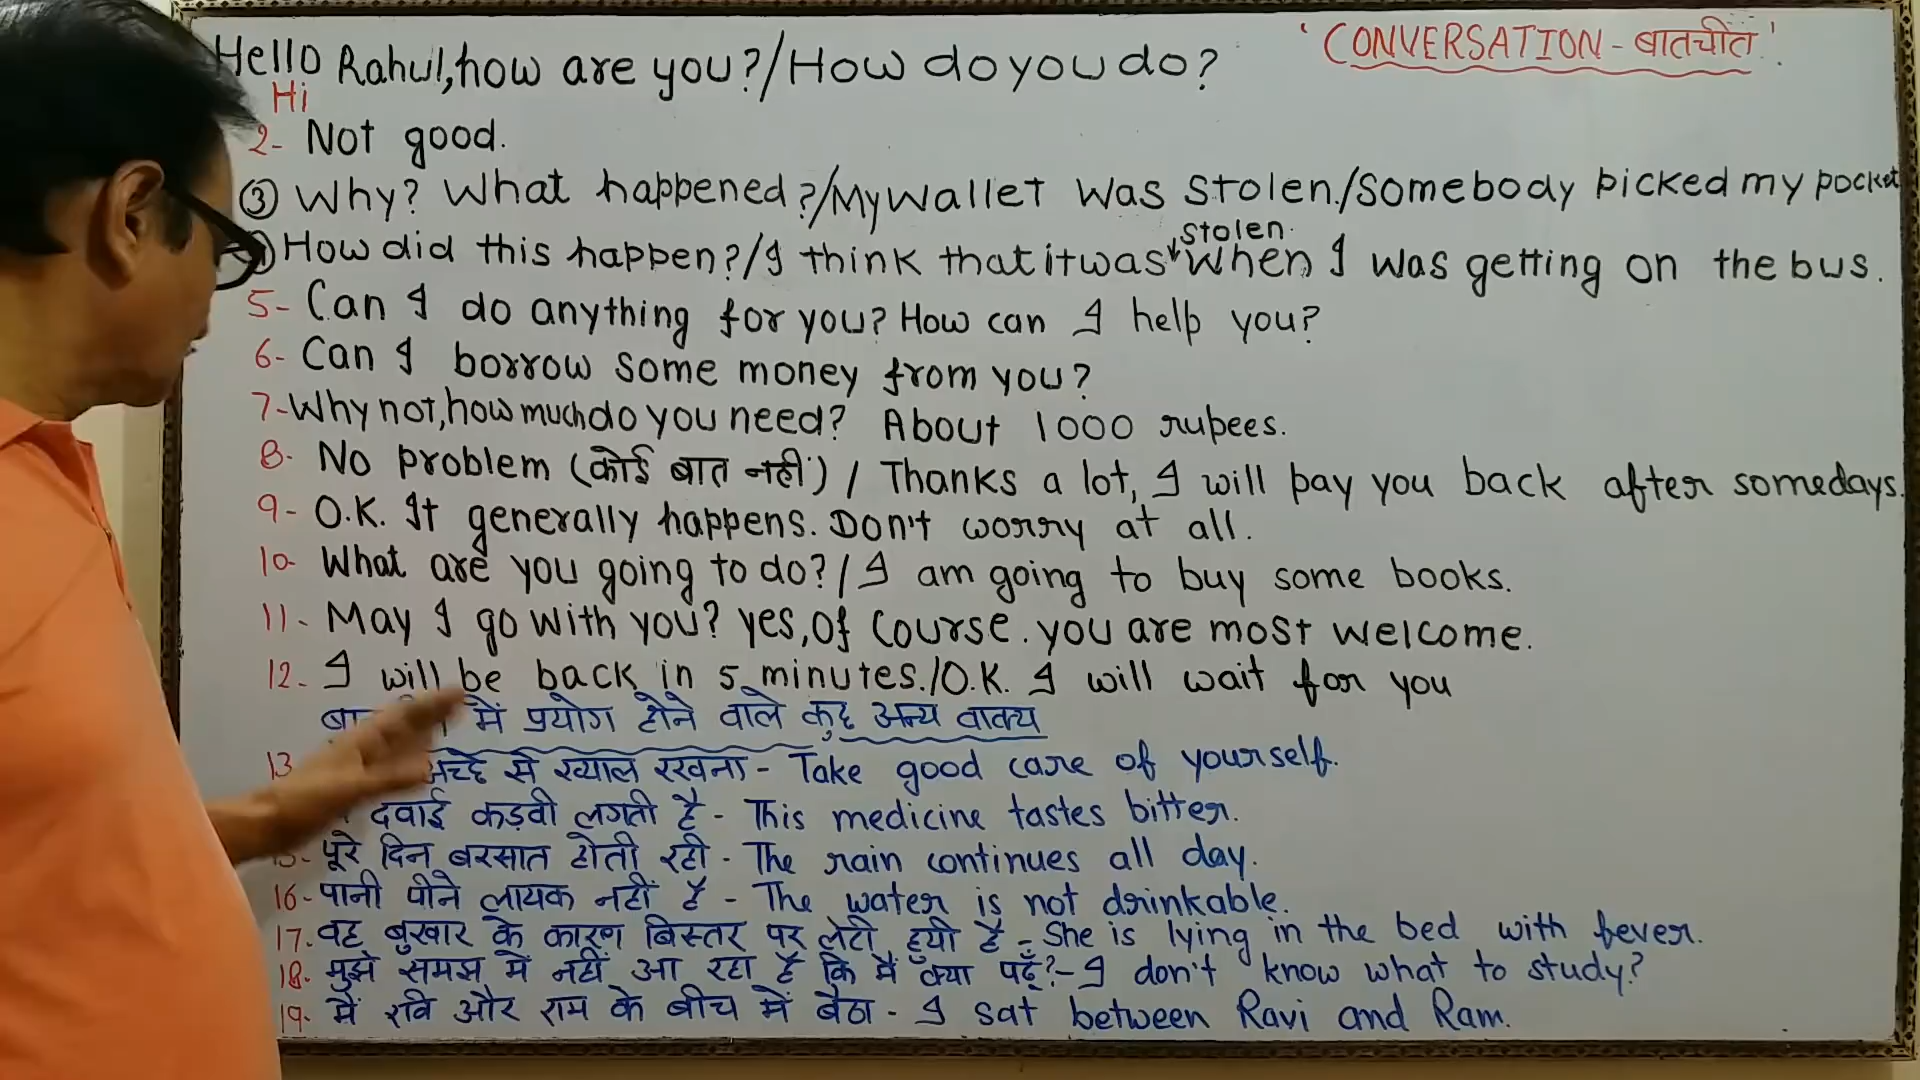 'CONVERSATION - बातचीत'.
Hello Rahul, how are you?/How do you do?
Hi
2- Not good.
③ Why? What happened?/My wallet was stolen./Somebody picked my pocket
stolen.
How did this happen?/I think that it was when I was getting on the bus.
5- Can I do anything for you? How can I help you?
6- Can I borrow some money from you?
7- Why not, how much do you need? About 1000 rupees.
8- No problem (कोई बात नहीं) / Thanks a lot, I will pay you back after somedays.
9- O.K. It generally happens. Don't worry at all.
10- What are you going to do? / I am going to buy some books.
11- May I go with you? yes, of course. you are most welcome.
12- I will be back in 5 minutes./O.K. I will wait for you
में प्रयोग होने वाले कुछ अन्य वाक्य
13 से ख्याल रखना - Take good care of yourself.
दवाई कड़वी लगती है - This medicine tastes bitter.
15- पूरे दिन बरसात होती रही - The rain continues all day.
16- पानी पीने लायक नहीं है - The water is not drinkable.
17. वह बुखार के कारण बिस्तर पर लेटी हुयी है - She is lying in the bed with fever.
18. मुझे समझ में नहीं आ रहा है कि मैं क्या पढ़ूँ? - I don't know what to study?
19- मैं रवि और राम के बीच में बैठा - I sat between Ravi and Ram.